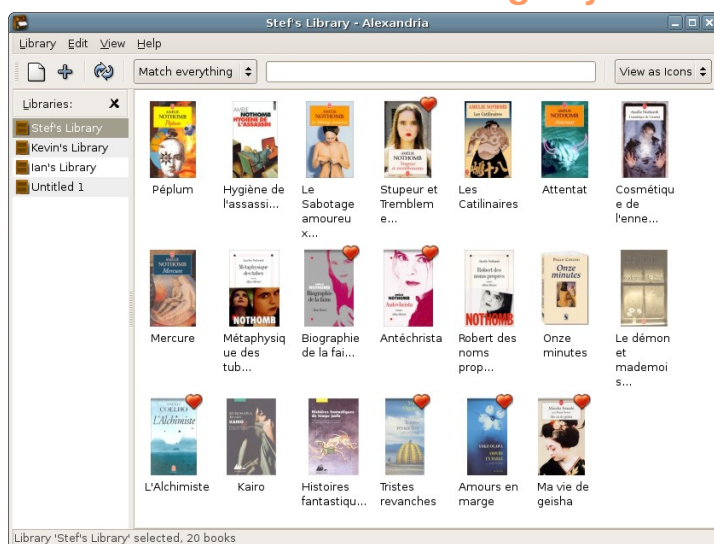 Stef's Library - Alexandria
Library Edit View Help
Match everything
View as Icons
Libraries:
Stef's Library
Kevin's Library
Ian's Library
Untitled 1
Péplum
Hygiène de
l'assassi...
Le
Sabotage
amoureu
x...
Stupeur et
Tremblem
e...
Les
Catilinaires
Attentat
Cosmétiqu
e de
l'enne...
Mercure
Métaphysiq
ue des
tub...
Biographie
de la fai...
Antéchrista
Robert des
noms
prop...
Onze
minutes
Le démon
et
mademoi
s...
L'Alchimiste
Kairo
Histoires
fantastiqu...
Tristes
revanches
Amours en
marge
Ma vie de
geisha
Library 'Stef's Library' selected, 20 books